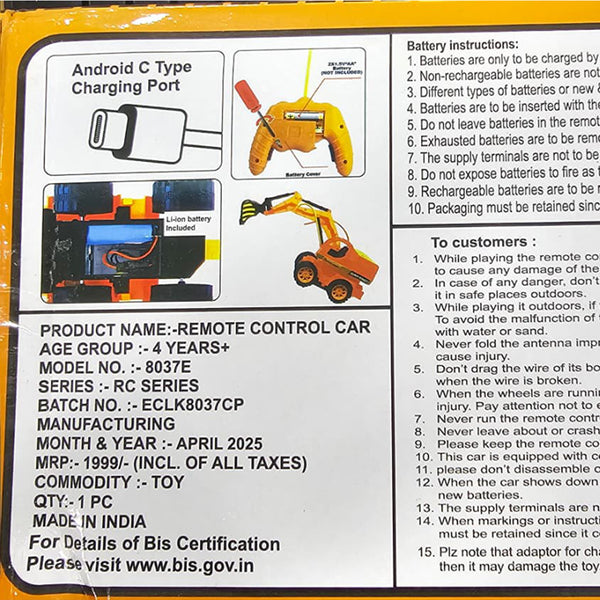 Android C Type
Charging Port
2X1.5V"AA"
Battery
(NOT INCLUDED)
Battery Cover
Li-ion battery
Included
PRODUCT NAME:-REMOTE CONTROL CAR
AGE GROUP :- 4 YEARS+
MODEL NO. :- 8037E
SERIES :- RC SERIES
BATCH NO. :- ECLK8037CP
MANUFACTURING
MONTH & YEAR :- APRIL 2025
MRP:- 1999/- (INCL. OF ALL TAXES)
COMMODITY :- TOY
QTY:- 1 PC
MADE IN INDIA
For Details of Bis Certification
Please visit www.bis.gov.in
Battery instructions:
1. Batteries are only to be charged by
2. Non-rechargeable batteries are not
3. Different types of batteries or new
4. Batteries are to be inserted with the
5. Do not leave batteries in the remot
6. Exhausted batteries are to be remo
7. The supply terminals are not to be
8. Do not expose batteries to fire as t
9. Rechargeable batteries are to be r
10. Packaging must be retained sinc
To customers :
1. While playing the remote co
to cause any damage of the
2. In case of any danger, don't
it in safe places outdoors.
3. While playing it outdoors, if
To avoid the malfunction of
with water or sand.
4. Never fold the antenna impr
cause injury.
5. Don't drag the wire of its bo
when the wire is broken.
6. When the wheels are runni
injury. Pay attention not to e
7. Never run the remote contr
8. Never leave about or crash
9. Please keep the remote co
10. This car is equipped with c
11. please don't disassemble o
12. When the car shows down
new batteries.
13. The supply terminals are n
14. When markings or instructi
must be retained since it c
15. Plz note that adaptor for cha
then it may damage the toy